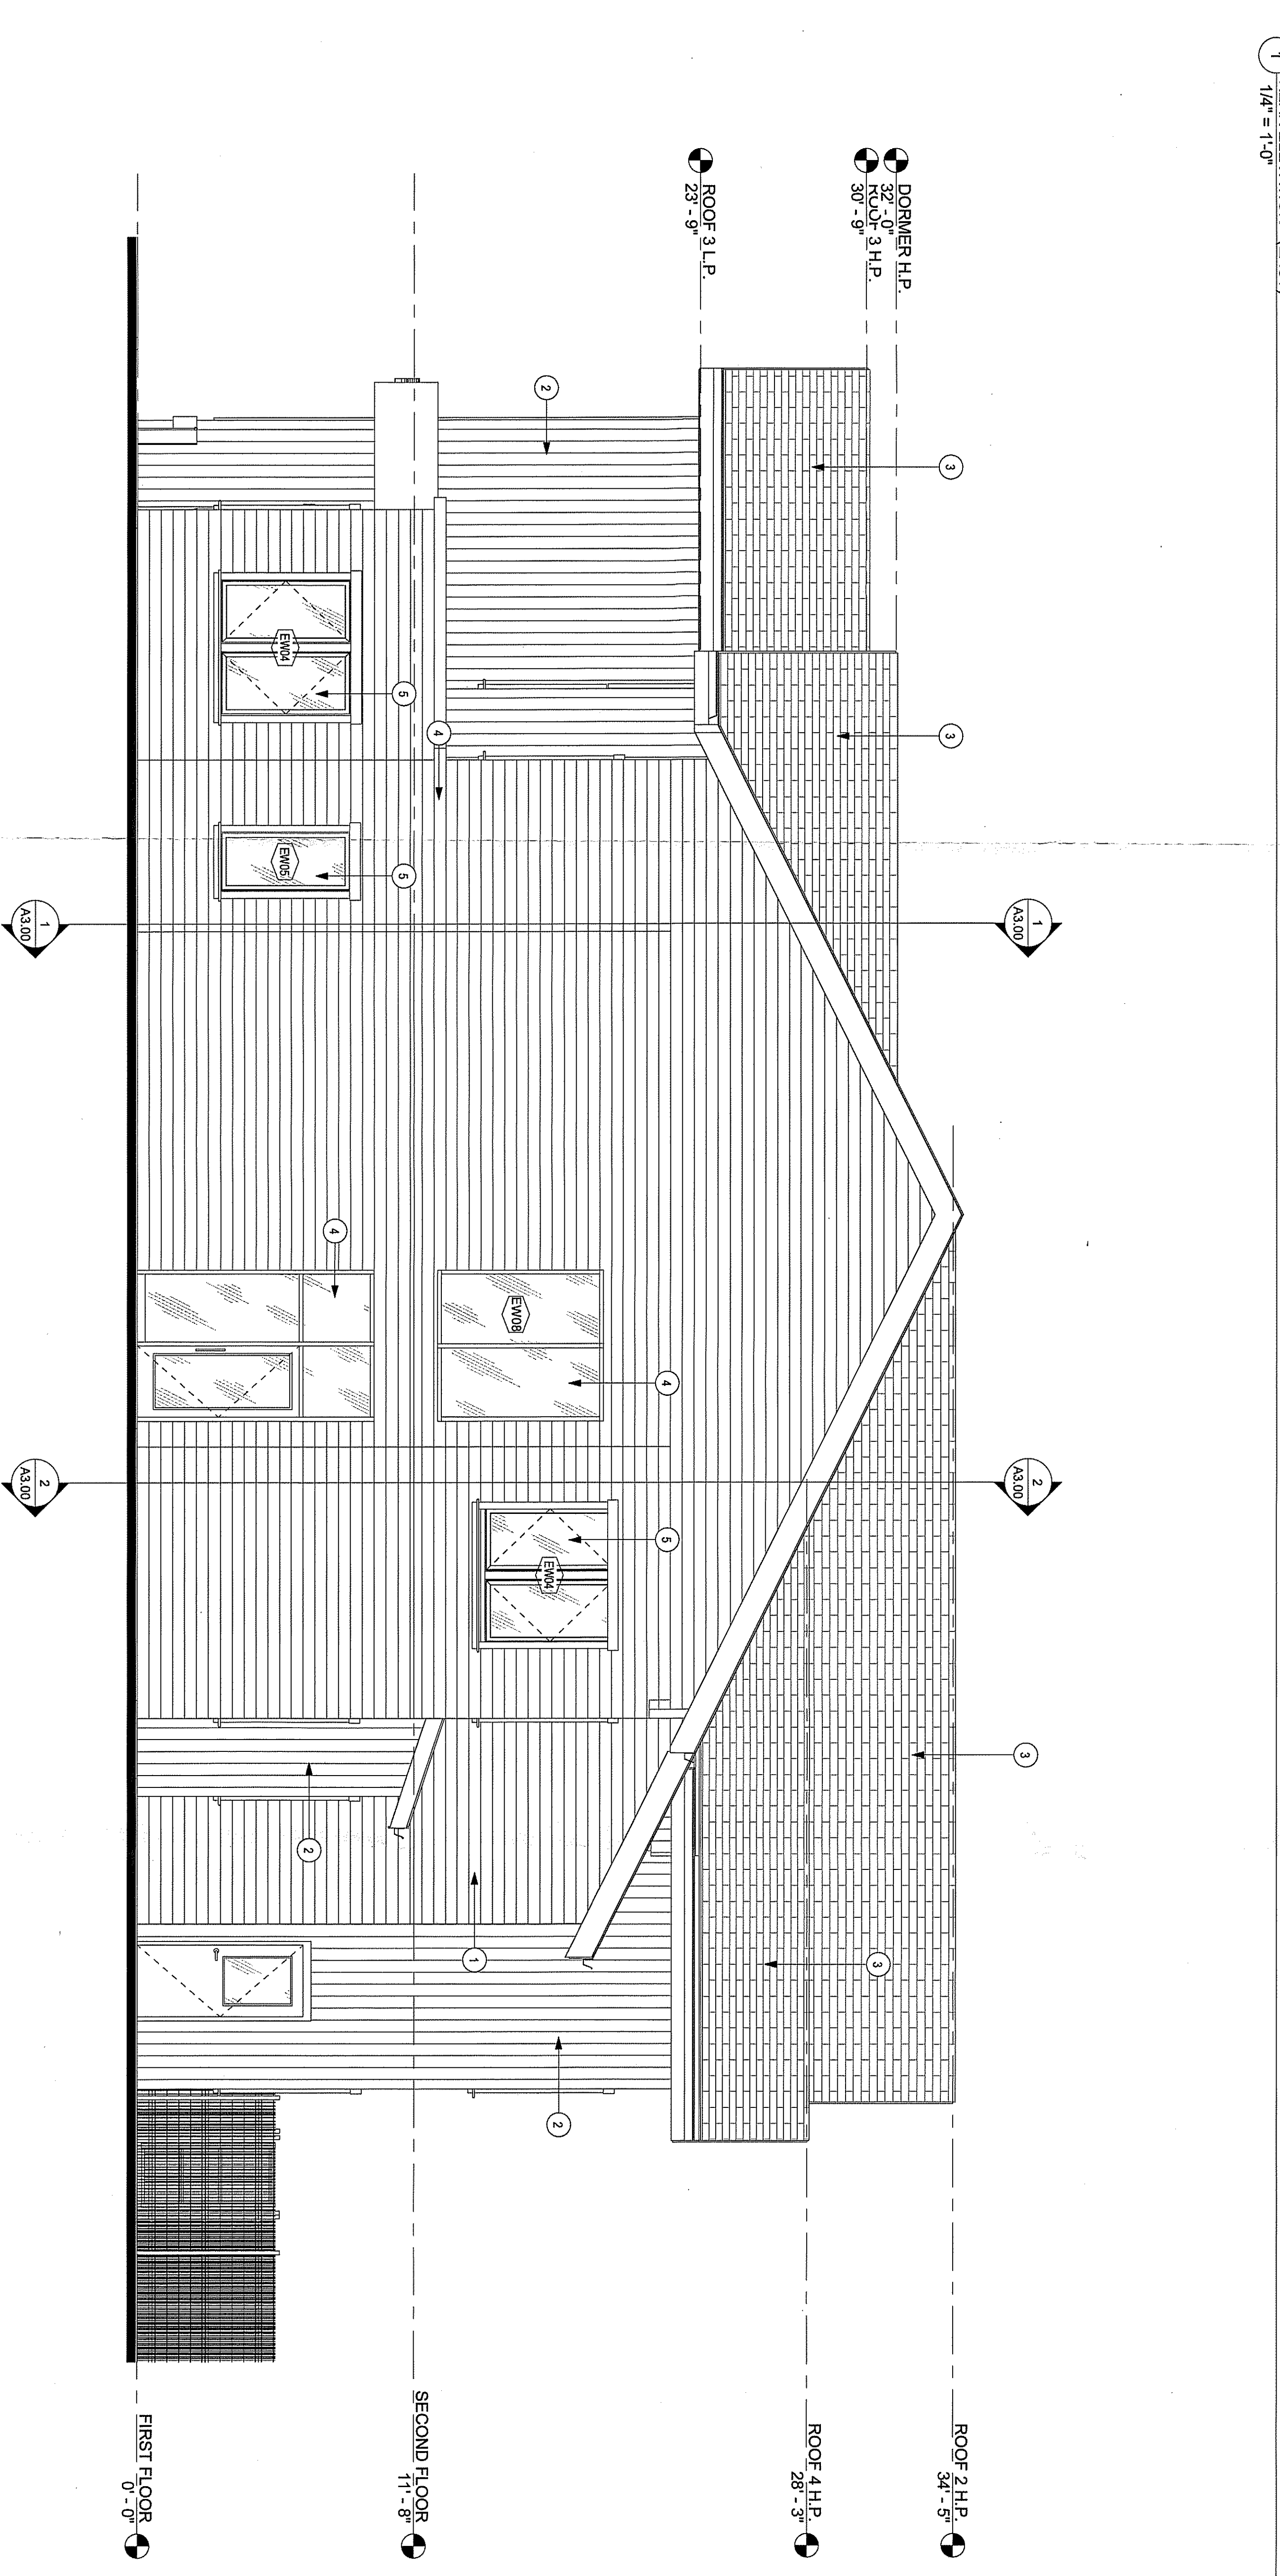 1
1/4" = 1'-0"
DORMER H.P.
32' - 0"
ROOF 3 H.P.
30' - 9"
ROOF 3 L.P.
23' - 9"
ROOF 2 H.P.
34' - 5"
ROOF 4 H.P.
28' - 3"
SECOND FLOOR
11' - 8"
FIRST FLOOR
0' - 0"
1
A3.00
2
A3.00
3
3
3
3
2
4
5
5
EW04
EW05
4
EW08
4
5
EW04
2
1
2
1
A3.00
2
A3.00